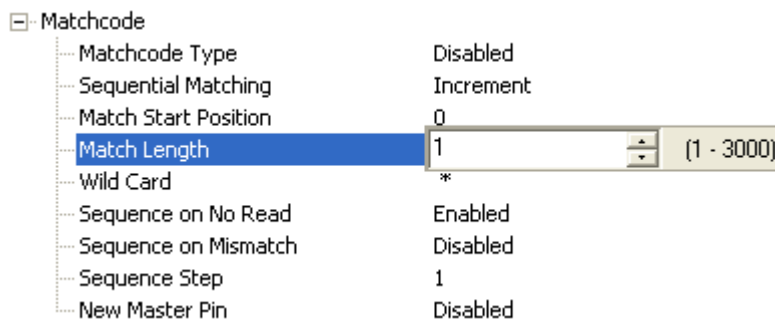 Matchcode
Matchcode Type Disabled
Sequential Matching Increment
Match Start Position 0
Match Length 1 (1 - 3000)
Wild Card *
Sequence on No Read Enabled
Sequence on Mismatch Disabled
Sequence Step 1
New Master Pin Disabled